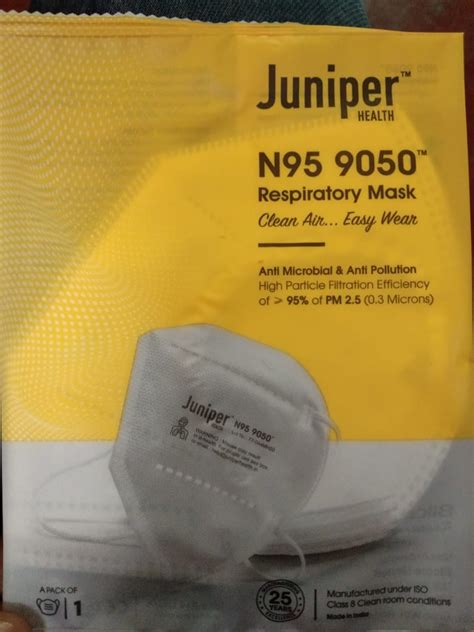 Juniper™
HEALTH
N95 9050™
Respiratory Mask
Clean Air... Easy Wear
Anti Microbial & Anti Pollution
High Particle Filtration Efficiency
of ≥ 95% of PM 2.5 (0.3 Microns)
Juniper
N95 9050
A PACK OF
1
25
YEARS
Manufactured under ISO
Class 8 Clean room conditions
Made in India